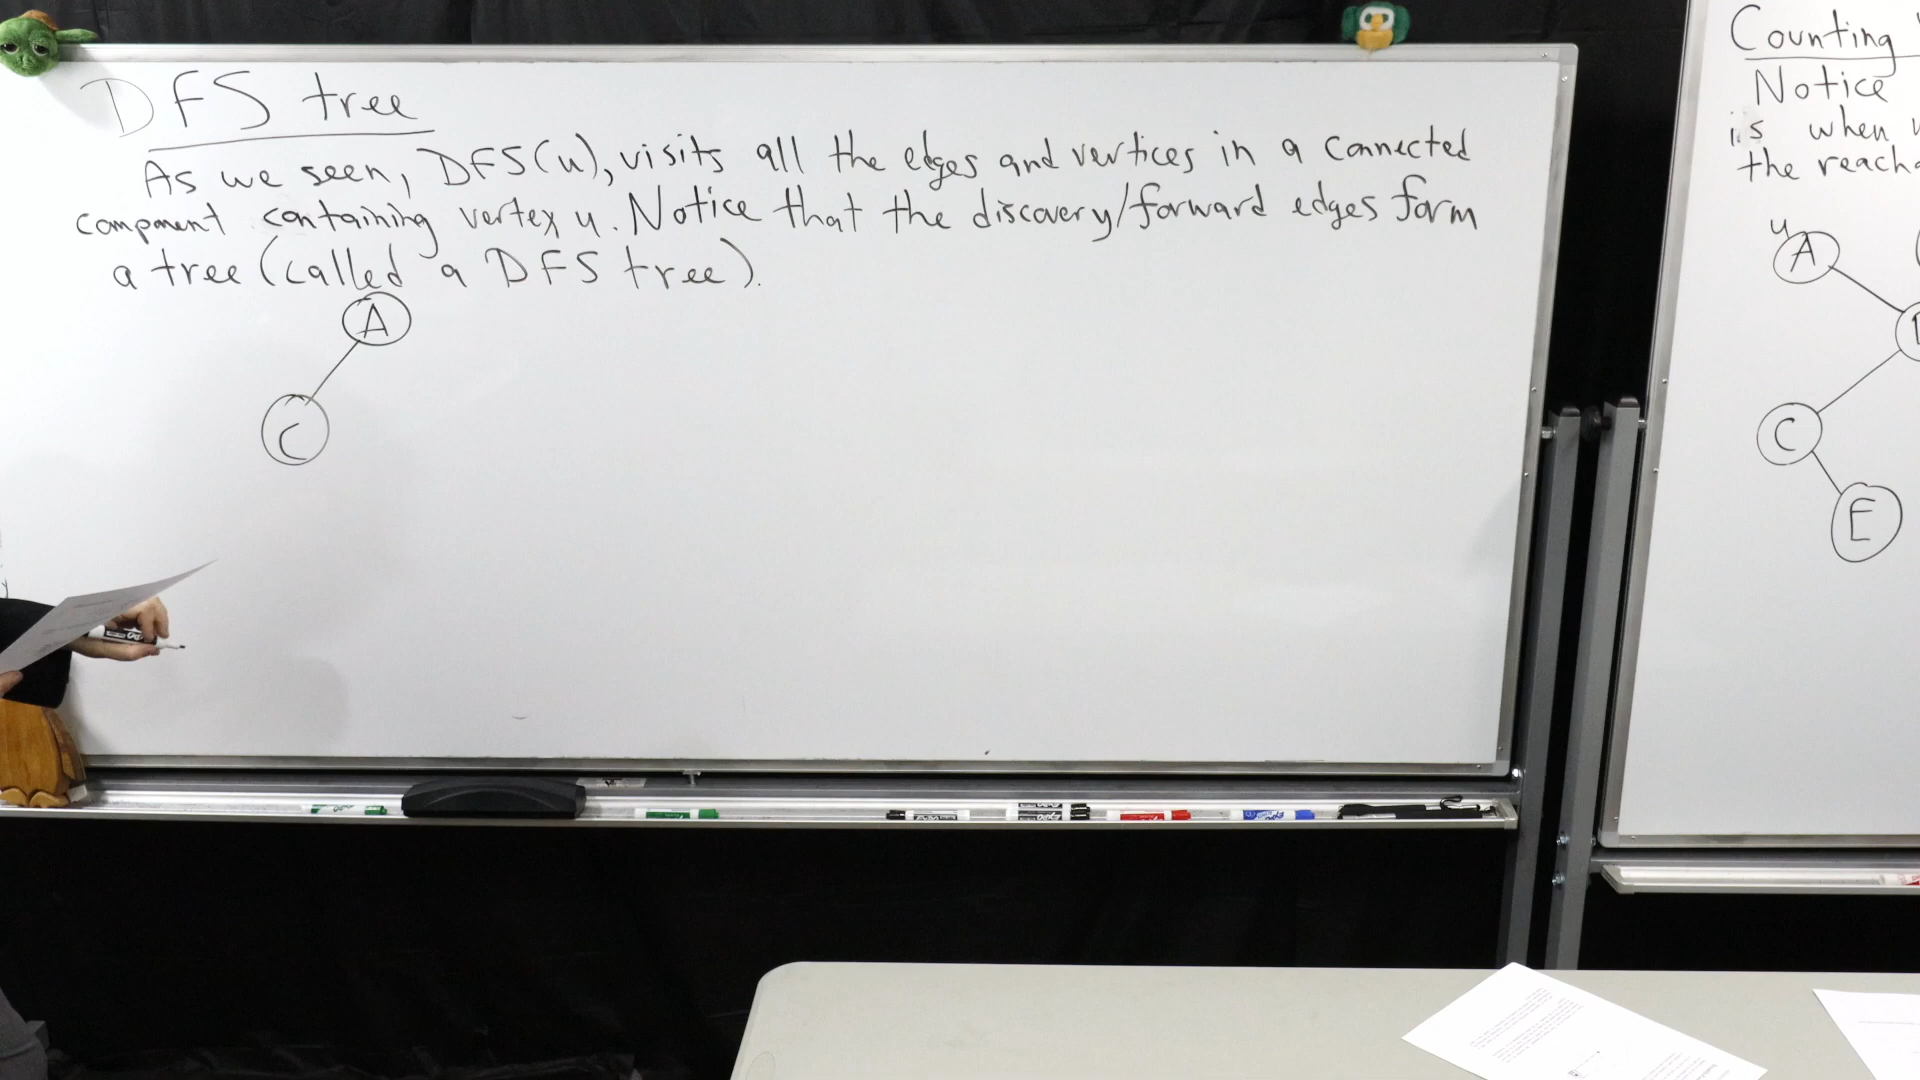 DFS tree
As we seen, DFS(u), visits all the edges and vertices in a connected
component containing vertex u. Notice that the discovery/forward edges form
a tree (called a DFS tree).
A
C
Counting
Notice
is when
the reach
u
A
C
E